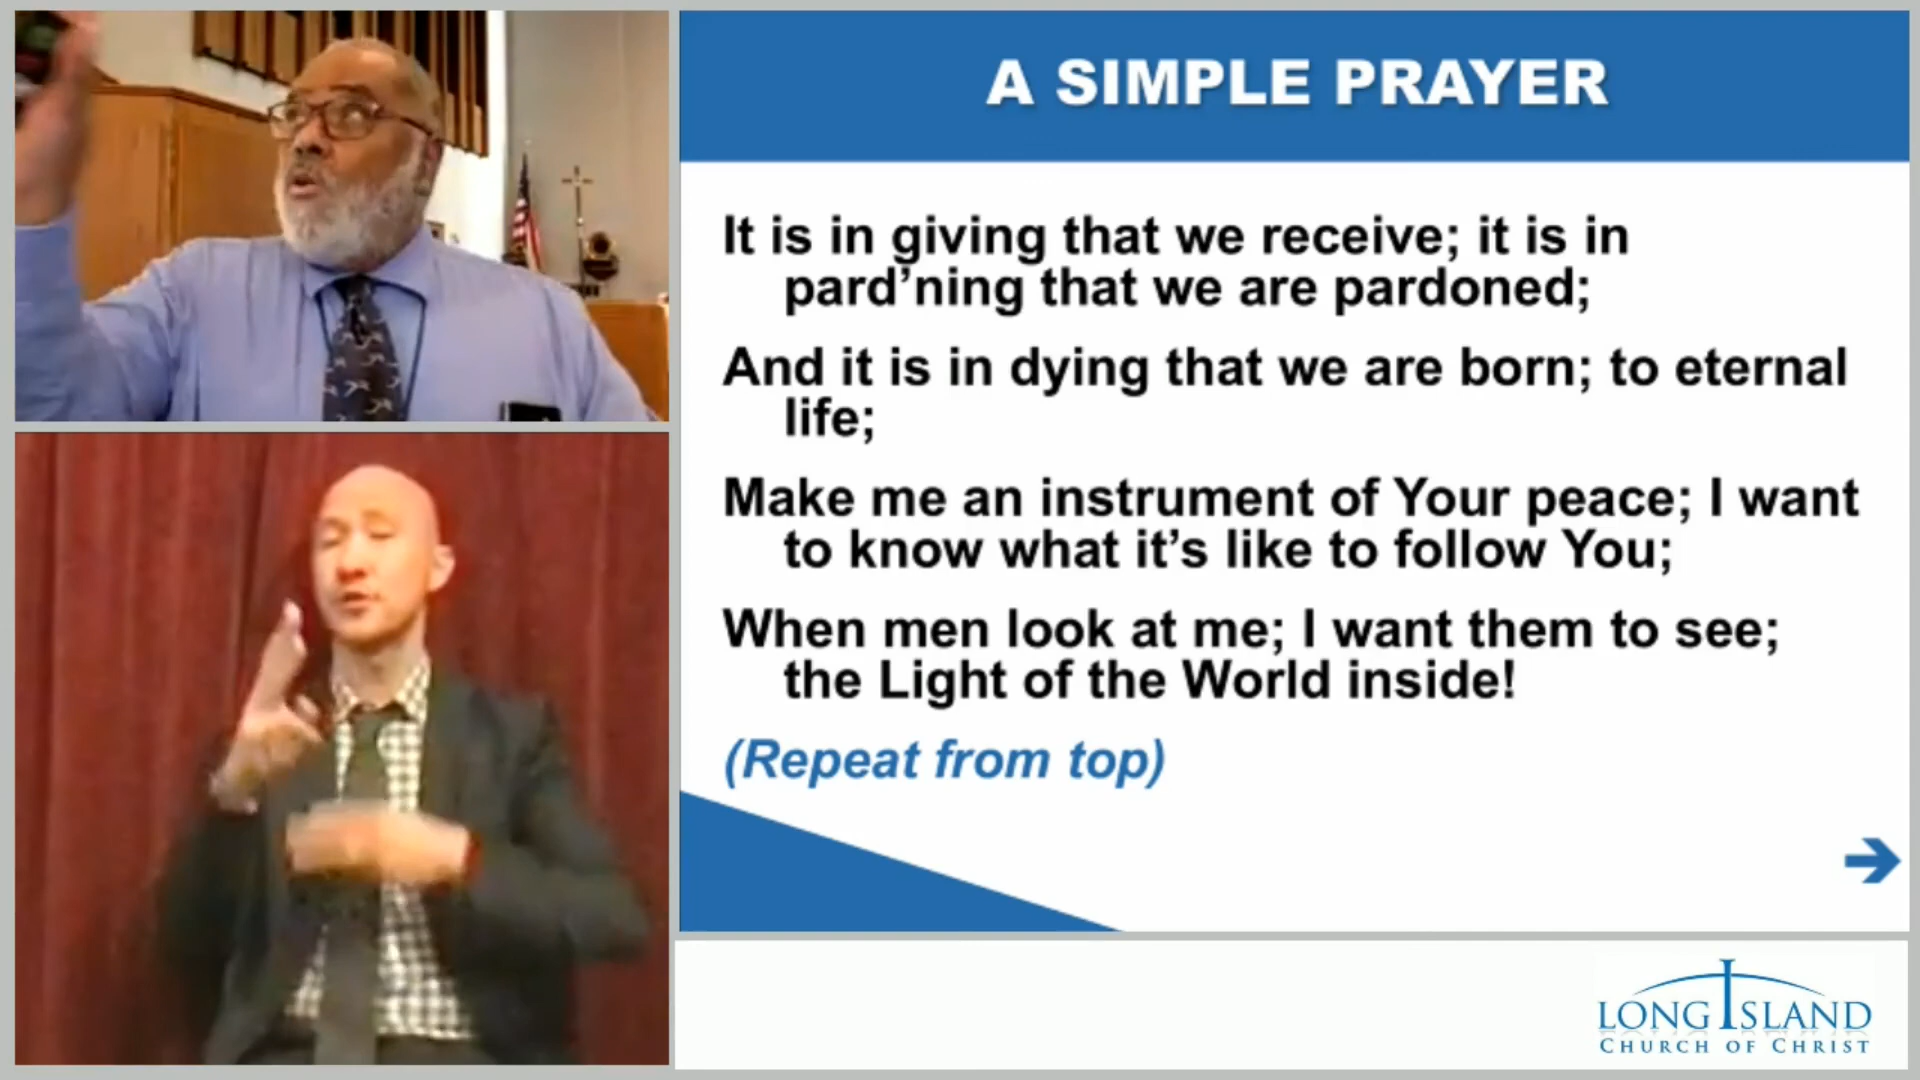 A SIMPLE PRAYER
It is in giving that we receive; it is in
pard’ning that we are pardoned;
And it is in dying that we are born; to eternal
life;
Make me an instrument of Your peace; I want
to know what it’s like to follow You;
When men look at me; I want them to see;
the Light of the World inside!
(Repeat from top)
LONG ISLAND
CHURCH OF CHRIST